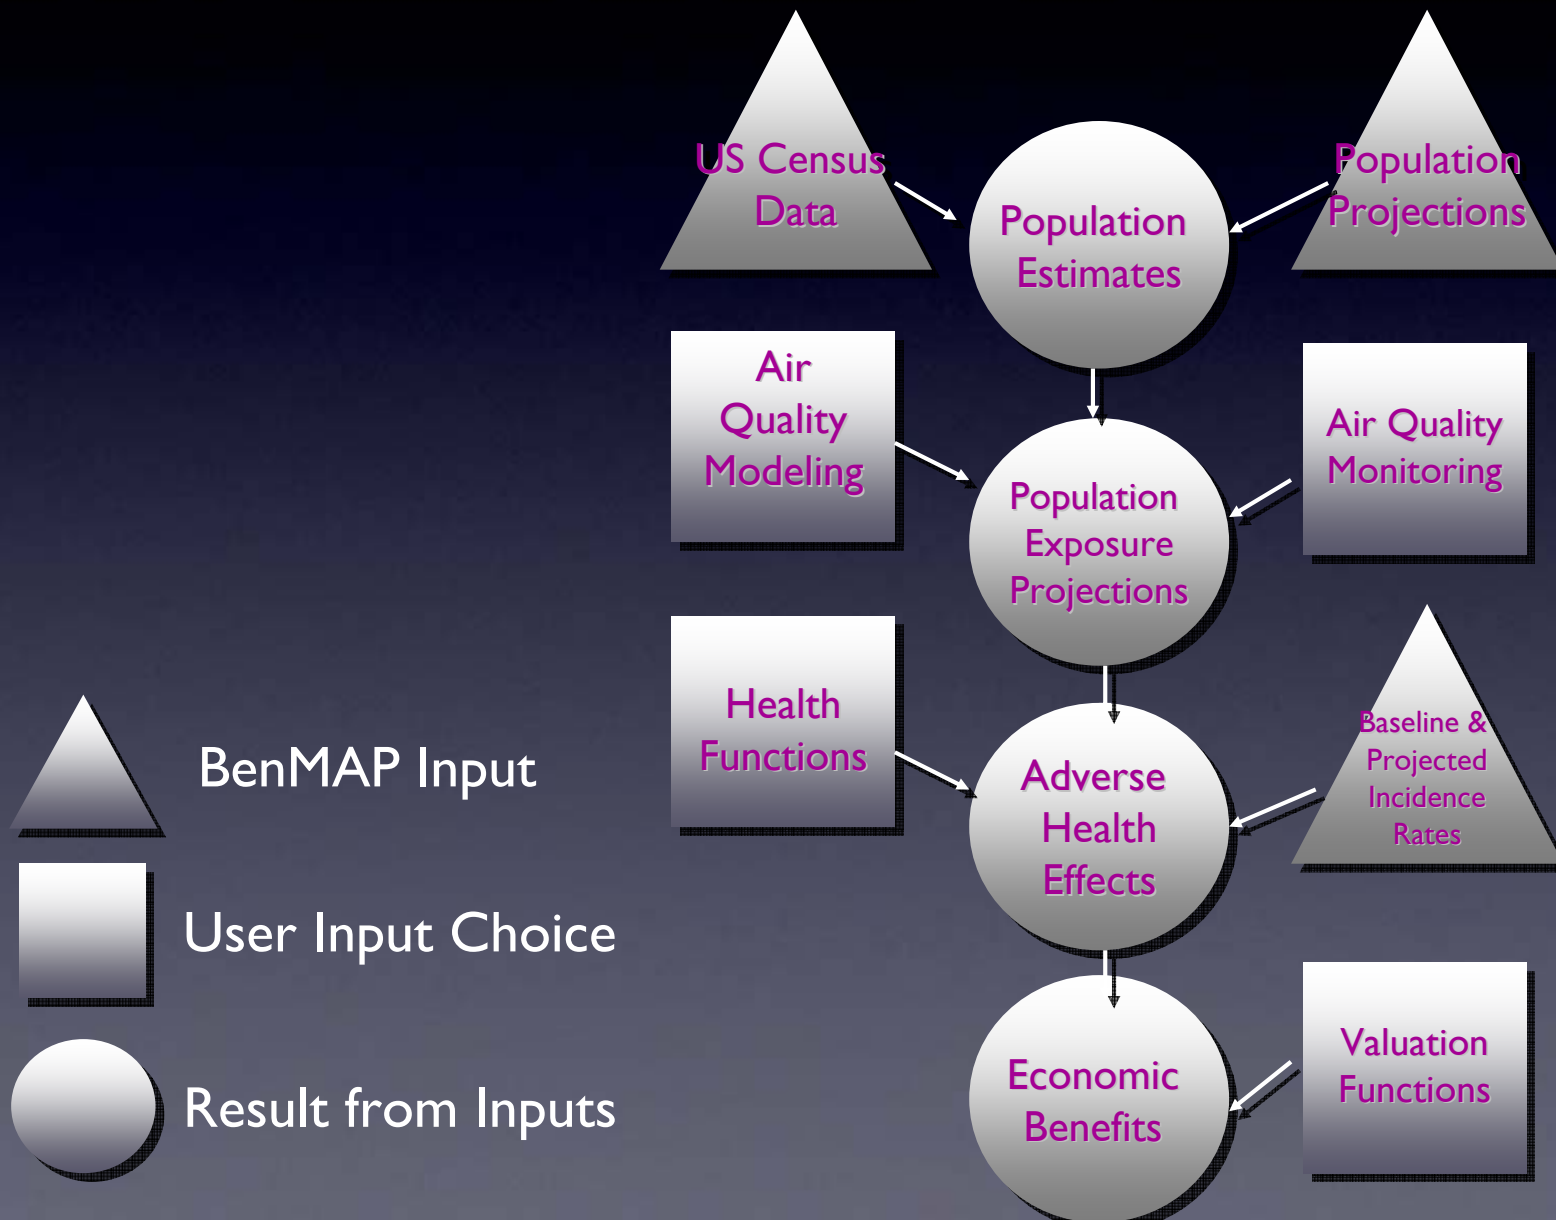 US Census
Data
Population
Estimates
Population
Projections
Air
Quality
Modeling
Population
Exposure
Projections
Air Quality
Monitoring
Health
Functions
Adverse
Health
Effects
Baseline &
Projected
Incidence
Rates
Economic
Benefits
Valuation
Functions
BenMAP Input
User Input Choice
Result from Inputs